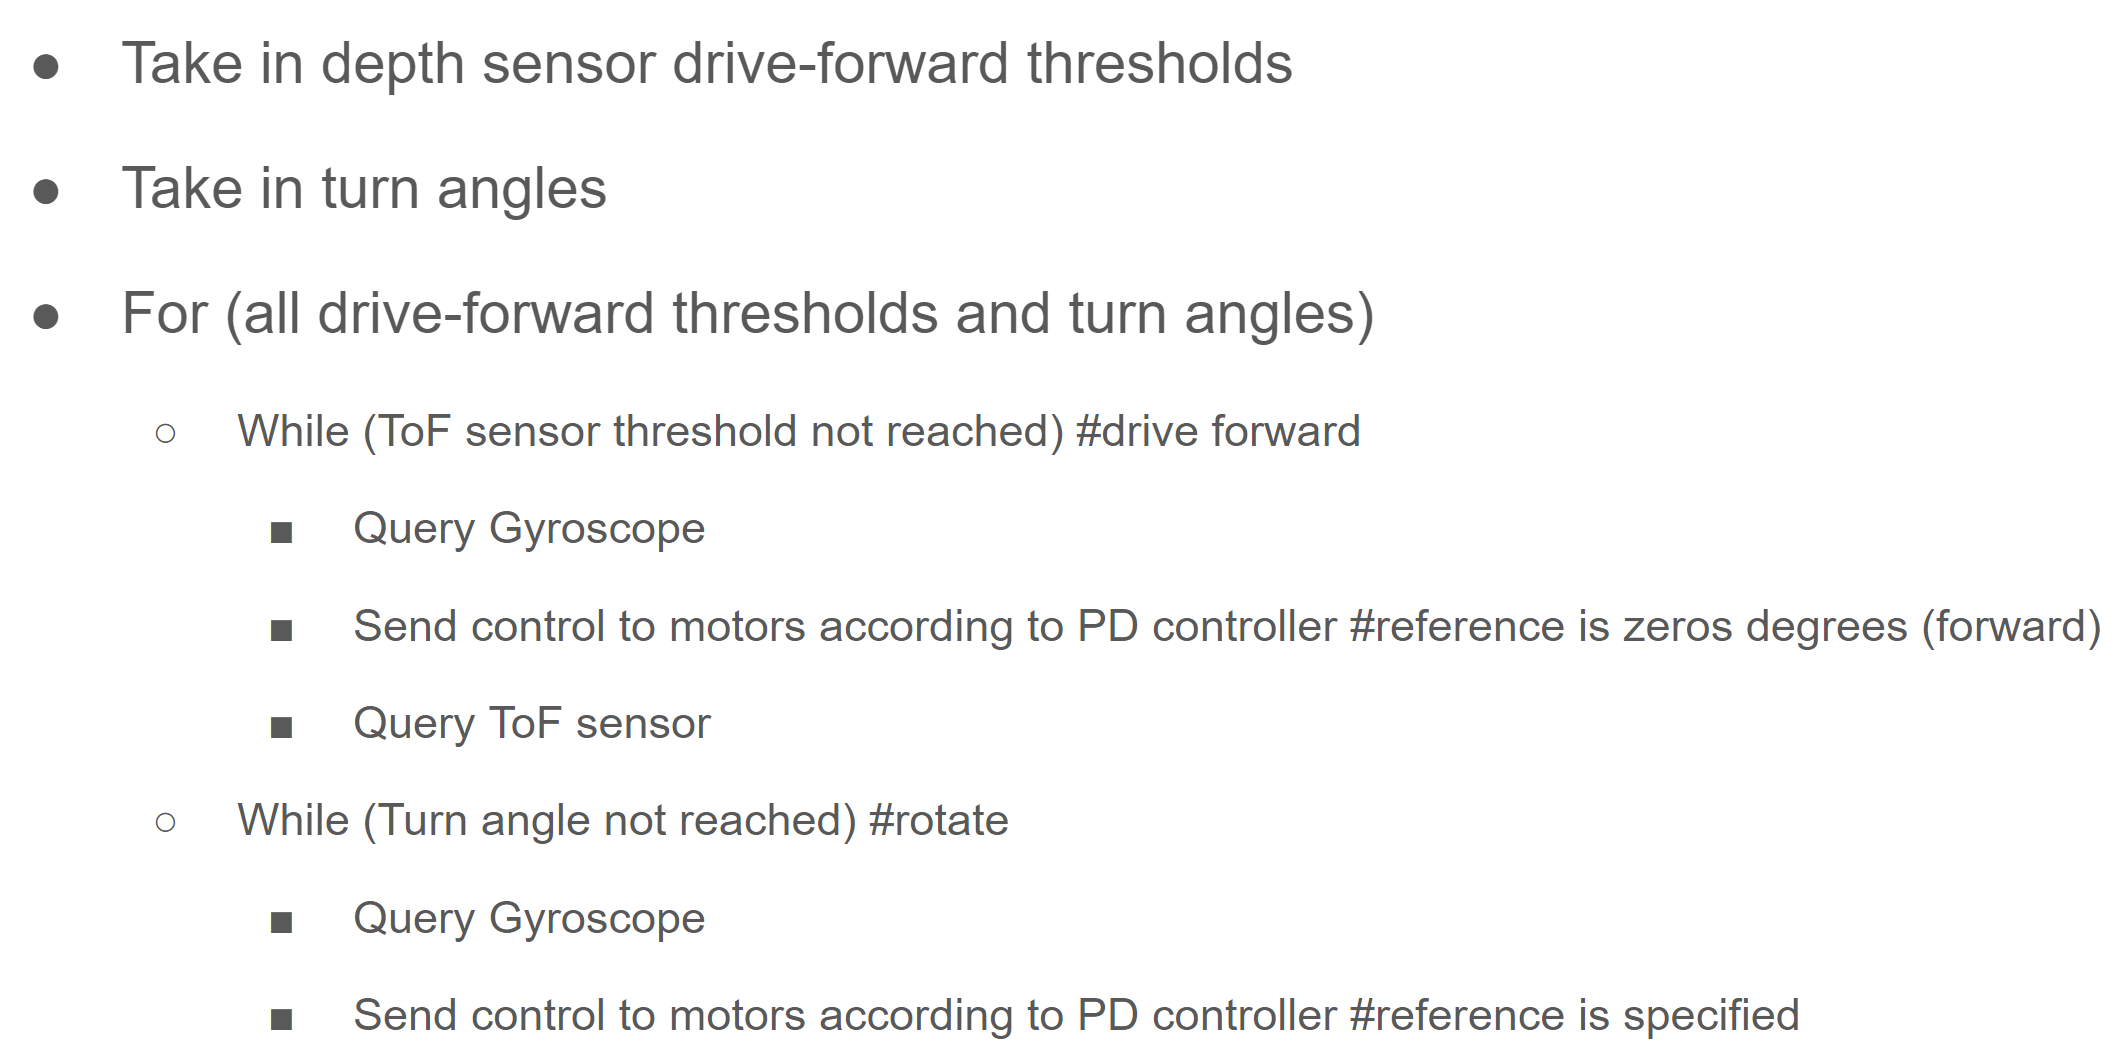 ● Take in depth sensor drive-forward thresholds
● Take in turn angles
● For (all drive-forward thresholds and turn angles)
○ While (ToF sensor threshold not reached) #drive forward
■ Query Gyroscope
■ Send control to motors according to PD controller #reference is zeros degrees (forward)
■ Query ToF sensor
○ While (Turn angle not reached) #rotate
■ Query Gyroscope
■ Send control to motors according to PD controller #reference is specified